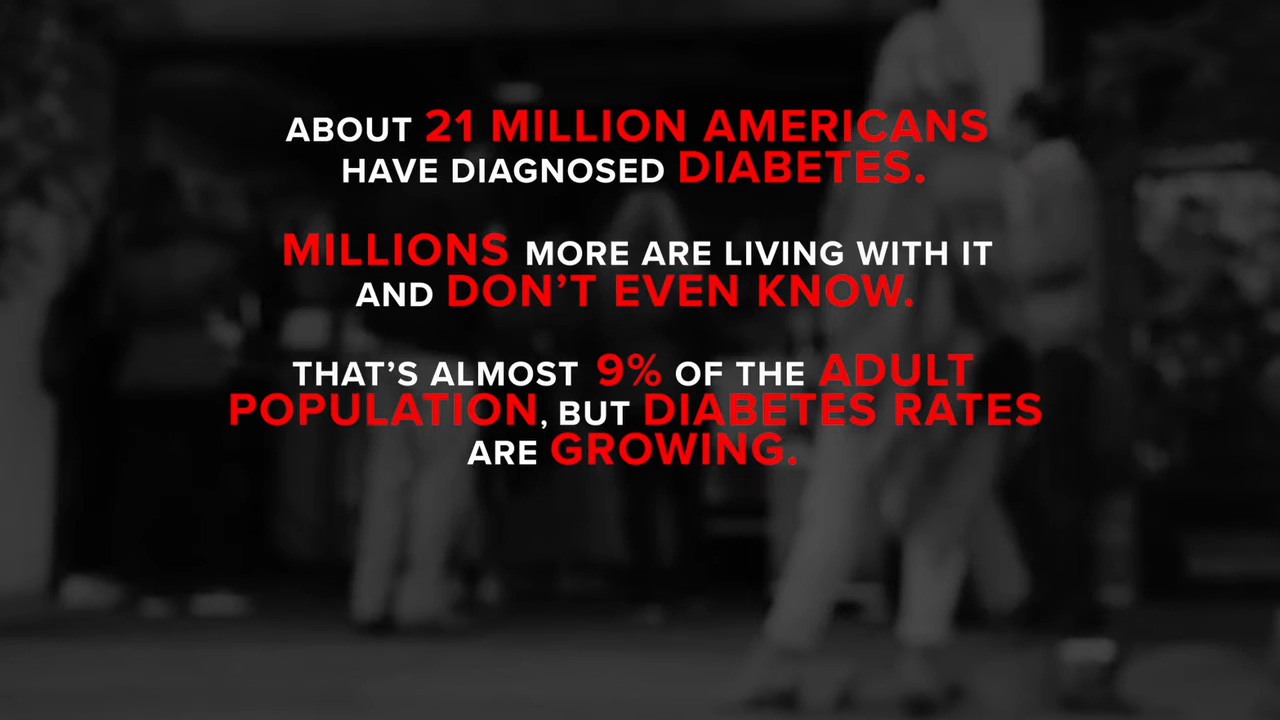 ABOUT 21 MILLION AMERICANS
HAVE DIAGNOSED DIABETES.
MILLIONS MORE ARE LIVING WITH IT
AND DON’T EVEN KNOW.
THAT’S ALMOST 9% OF THE ADULT
POPULATION, BUT DIABETES RATES
ARE GROWING.